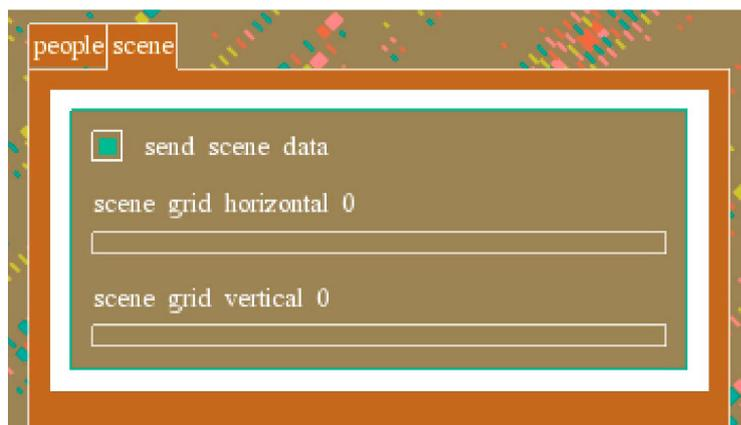 people scene
send scene data
scene grid horizontal 0
scene grid vertical 0